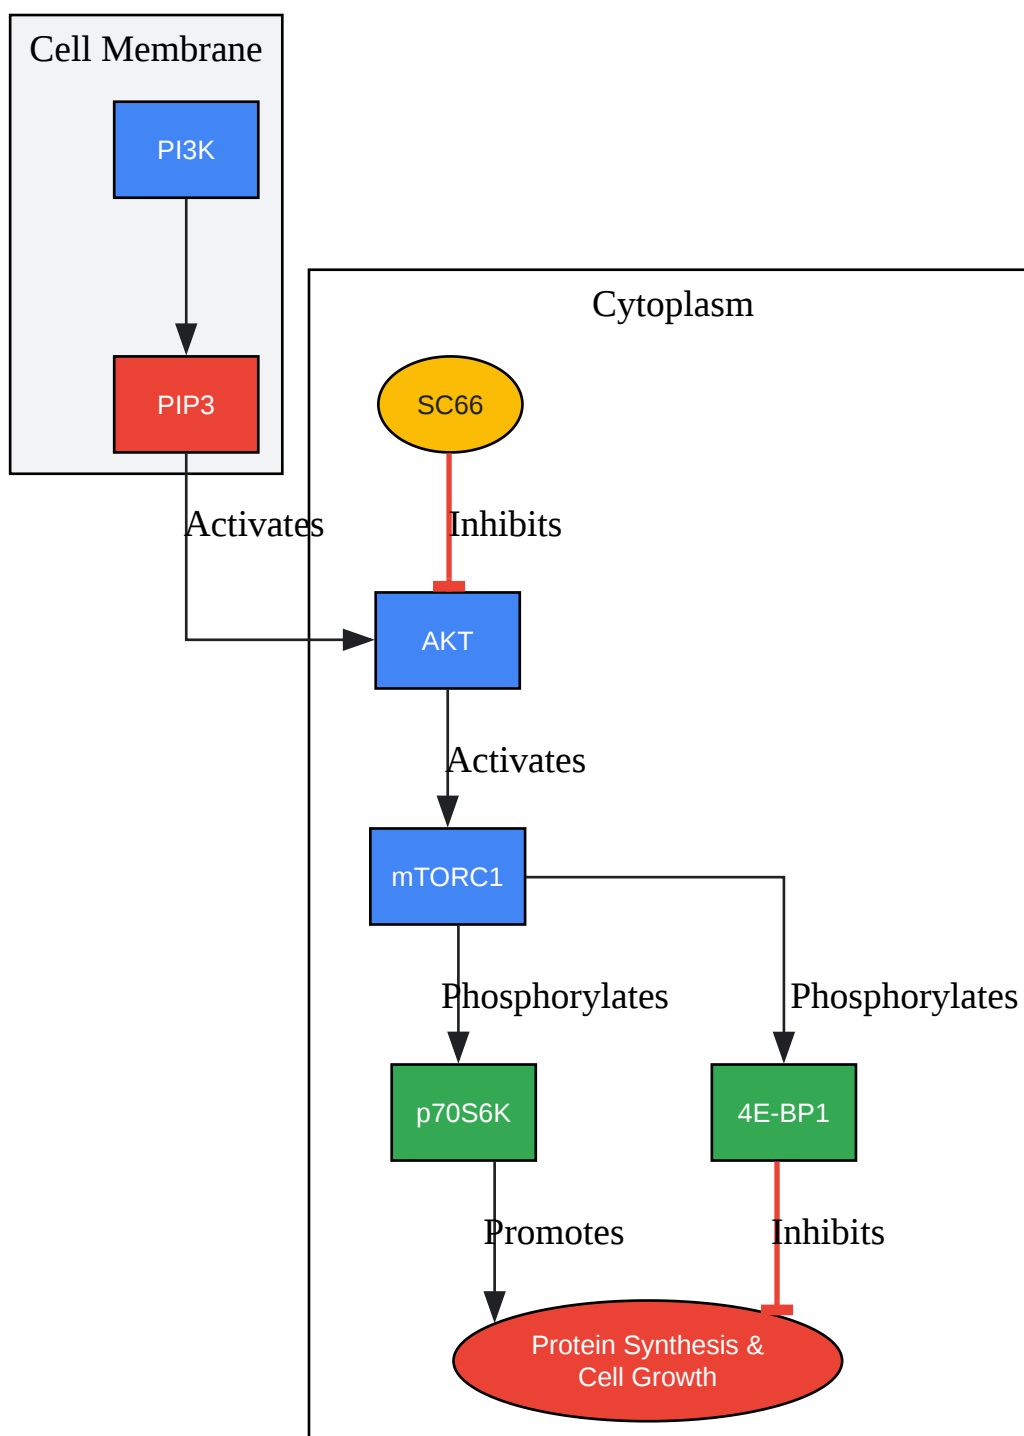 Cell Membrane
PI3K
Cytoplasm
PIP3
SC66
Activates
Inhibits
AKT
Activates
mTORC1
Phosphorylates
Phosphorylates
p70S6K
4E-BP1
Promotes
Inhibits
Protein Synthesis &
Cell Growth